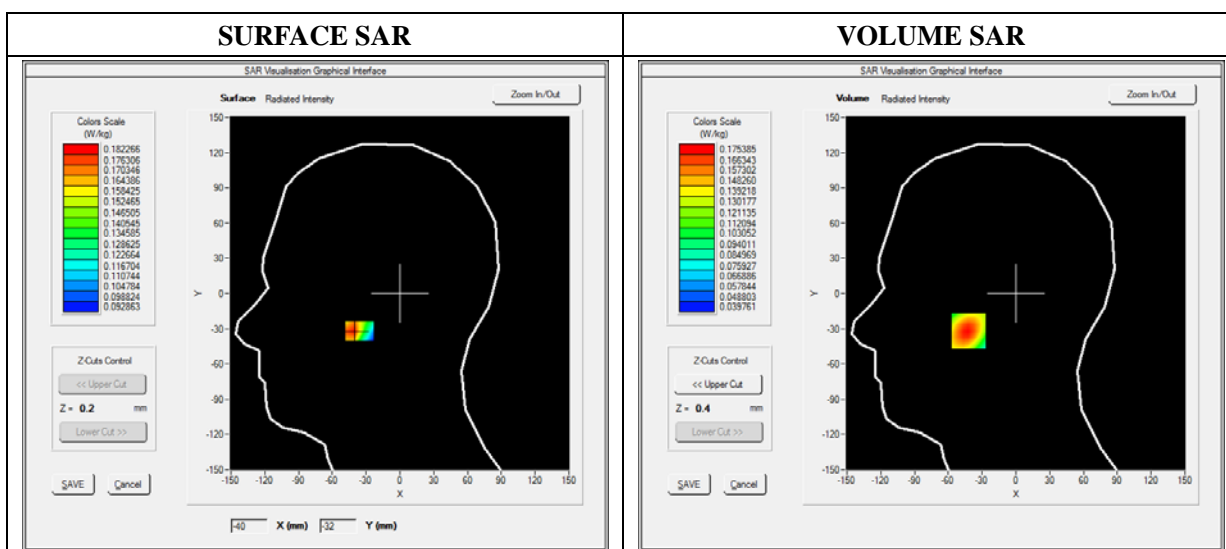 SURFACE SAR
SAR Visualisation Graphical Interface
Surface Radiated Intensity
Zoom In/Out
Colors Scale
(W/kg)
0.182266
0.176306
0.170346
0.164386
0.158425
0.152465
0.146505
0.140545
0.134585
0.128625
0.122664
0.116704
0.110744
0.104784
0.098824
0.092863
Z-Cuts Control
<< Upper Cut
Z = 0.2 mm
Lower Cut >>
SAVE Cancel
150
120
90
60
30
0
-30
-60
-90
-120
-150
Y
-150 -120 -90 -60 -30 0 30 60 90 120 150
X
-40 X (mm) -32 Y (mm)
VOLUME SAR
SAR Visualisation Graphical Interface
Volume Radiated Intensity
Zoom In/Out
Colors Scale
(W/kg)
0.175385
0.166343
0.157302
0.148260
0.139218
0.130177
0.121135
0.112094
0.103052
0.094011
0.084969
0.075927
0.066886
0.057844
0.048803
0.039761
Z-Cuts Control
<< Upper Cut
Z = 0.4 mm
Lower Cut >>
SAVE Cancel
150
120
90
60
30
0
-30
-60
-90
-120
-150
Y
-150 -120 -90 -60 -30 0 30 60 90 120 150
X